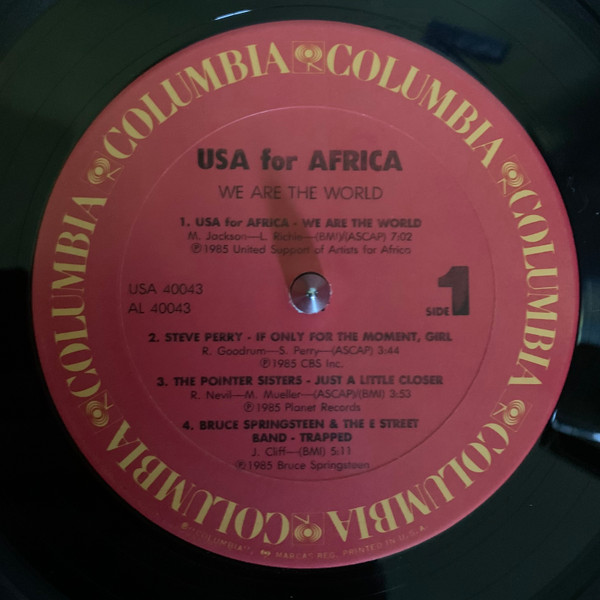 COLUMBIA COLUMBIA COLUMBIA COLUMBIA COLUMBIA COLUMBIA COLUMBIA
USA for AFRICA
WE ARE THE WORLD
1. USA for AFRICA - WE ARE THE WORLD
M. Jackson—L. Richie—(BMI)/(ASCAP) 7:02
℗1985 United Support of Artists for Africa
USA 40043
AL 40043
SIDE 1
2. STEVE PERRY - IF ONLY FOR THE MOMENT, GIRL
R. Goodrum—S. Perry—(ASCAP) 3:44
℗1985 CBS Inc.
3. THE POINTER SISTERS - JUST A LITTLE CLOSER
R. Nevil—M. Mueller—(ASCAP)/(BMI) 3:53
℗1985 Planet Records
4. BRUCE SPRINGSTEEN & THE E STREET
BAND - TRAPPED
J. Cliff—(BMI) 5:11
℗1985 Bruce Springsteen
"COLUMBIA", MARCAS REG. PRINTED IN U.S.A.